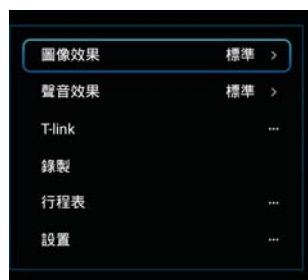 圖像效果 標準 >
聲音效果 標準 >
T-link ...
錄製
行程表 ...
設置 ...